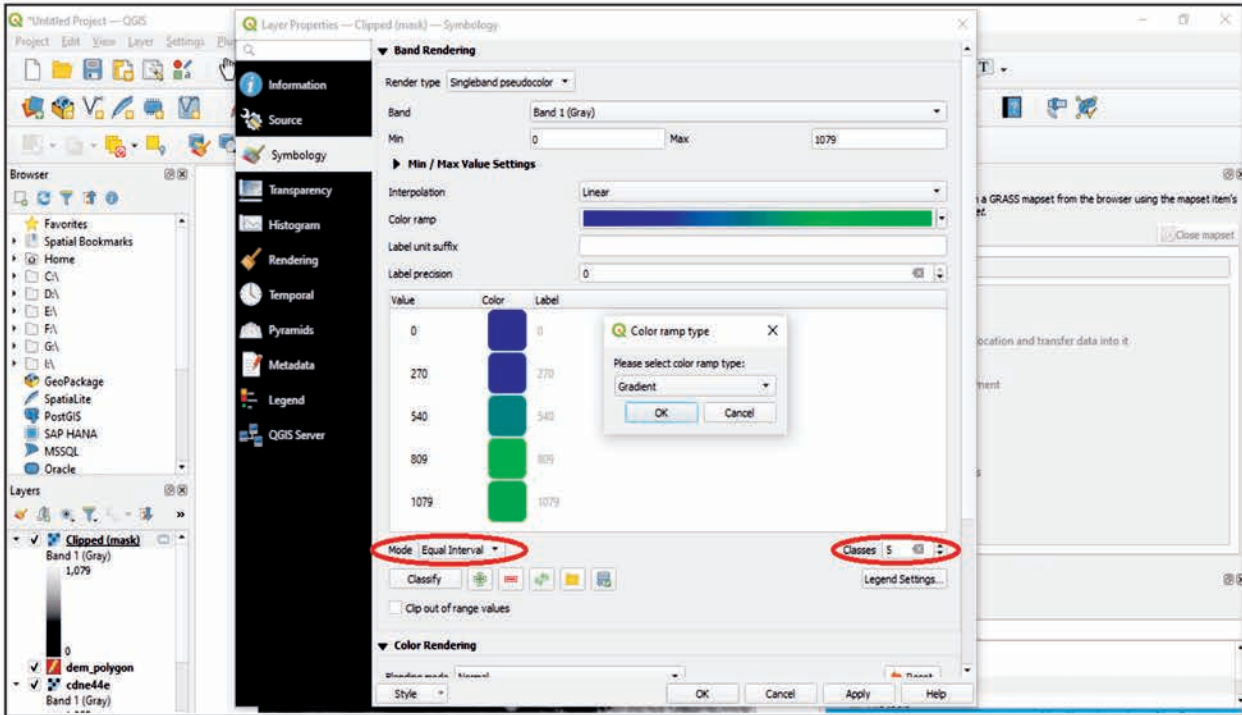 *Untitled Project — QGIS
Project Edit View Layer Settings
Layer Properties — Clipped (mask) — Symbology
Information
Source
Symbology
Transparency
Histogram
Rendering
Temporal
Pyramids
Metadata
Legend
QGIS Server
Band Rendering
Render type Singleband pseudocolor
Band Band 1 (Gray)
Min 0 Max 1079
Min / Max Value Settings
Interpolation Linear
Color ramp
Label unit suffix
Label precision 0
Value Color Label
0 0
270 270
540 540
809 809
1079 1079
Color ramp type
Please select color ramp type:
Gradient
OK Cancel
Mode Equal Interval Classes 5
Classify Legend Settings...
Clip out of range values
Color Rendering
Blending mode Normal Reset
Style OK Cancel Apply Help
Browser
Favorites
Spatial Bookmarks
Home
C:\
D:\
E:\
F:\
G:\
I:\
GeoPackage
SpatiaLite
PostGIS
SAP HANA
MSSQL
Oracle
Layers
Clipped (mask)
Band 1 (Gray)
1,079
0
dem_polygon
cdne44e
Band 1 (Gray)
T
a GRASS mapset from the browser using the mapset item's
Close mapset
ocation and transfer data into it
ment